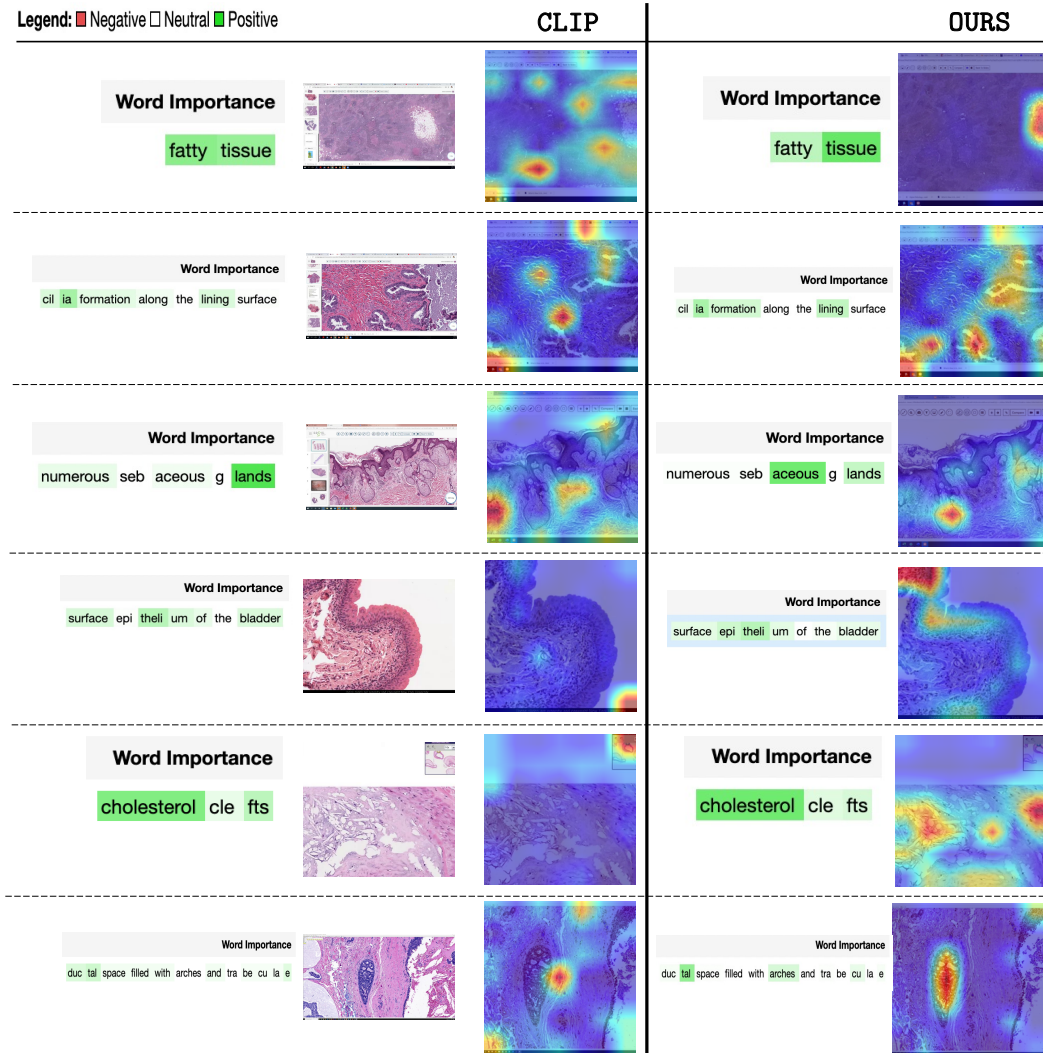 Legend: Negative Neutral Positive CLIP OURS
Word Importance Word Importance
fatty tissue fatty tissue
Word Importance Word Importance
cil ia formation along the lining surface cil ia formation along the lining surface
Word Importance Word Importance
numerous seb aceous g lands numerous seb aceous g lands
Word Importance Word Importance
surface epi theli um of the bladder surface epi theli um of the bladder
Word Importance Word Importance
cholesterol cle fts cholesterol cle fts
Word Importance Word Importance
duc tal space filled with arches and tra be cu la e duc tal space filled with arches and tra be cu la e